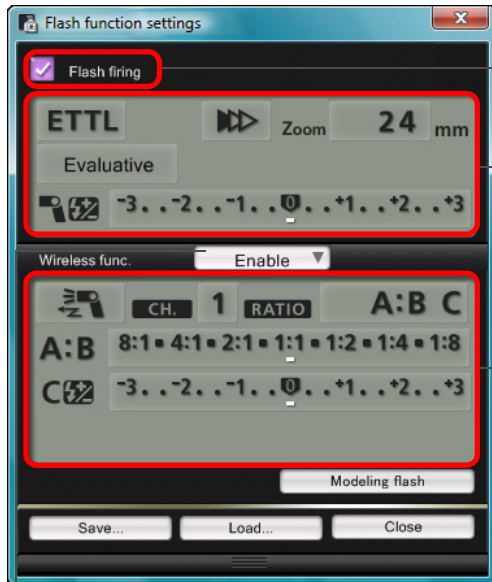 Flash function settings
x
Flash firing
ETTL Zoom 24 mm
Evaluative
-3. . -2. . -1. . 0. . +1. . +2. . +3
Wireless func. Enable
CH. 1 RATIO A:B C
A:B 8:1 ▪ 4:1 ▪ 2:1 ▪ 1:1 ▪ 1:2 ▪ 1:4 ▪ 1:8
C -3. . -2. . -1. . 0. . +1. . +2. . +3
Modeling flash
Save... Load... Close